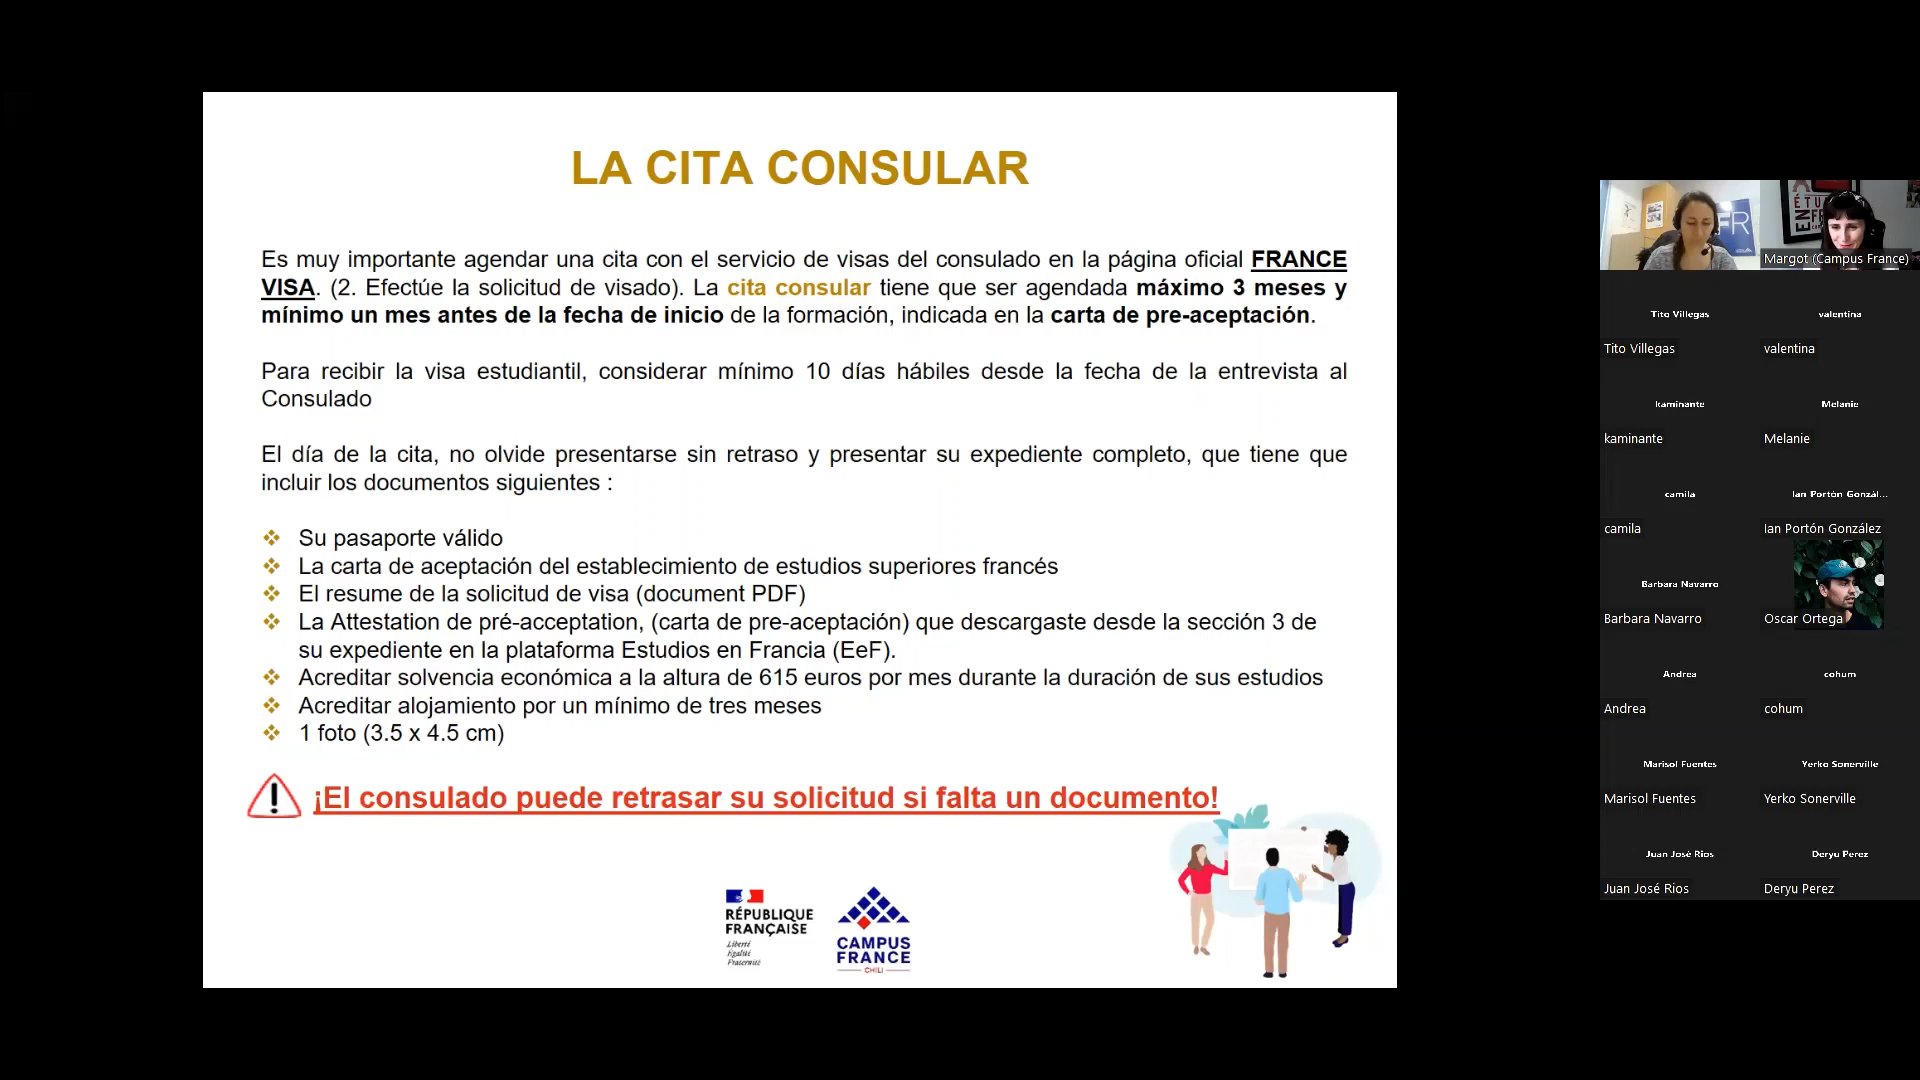 LA CITA CONSULAR
Es muy importante agendar una cita con el servicio de visas del consulado en la página oficial FRANCE
VISA. (2. Efectúe la solicitud de visado). La cita consular tiene que ser agendada máximo 3 meses y
mínimo un mes antes de la fecha de inicio de la formación, indicada en la carta de pre-aceptación.
Para recibir la visa estudiantil, considerar mínimo 10 días hábiles desde la fecha de la entrevista al
Consulado
El día de la cita, no olvide presentarse sin retraso y presentar su expediente completo, que tiene que
incluir los documentos siguientes :
❖ Su pasaporte válido
❖ La carta de aceptación del establecimiento de estudios superiores francés
❖ El resume de la solicitud de visa (document PDF)
❖ La Attestation de pré-acceptation, (carta de pre-aceptación) que descargaste desde la sección 3 de
su expediente en la plataforma Estudios en Francia (EeF).
❖ Acreditar solvencia económica a la altura de 615 euros por mes durante la duración de sus estudios
❖ Acreditar alojamiento por un mínimo de tres meses
❖ 1 foto (3.5 x 4.5 cm)
¡El consulado puede retrasar su solicitud si falta un documento!
RÉPUBLIQUE
FRANÇAISE
Liberté
Égalité
Fraternité
CAMPUS
FRANCE
CHILI
Margot (Campus France)
Tito Villegas
Tito Villegas
valentina
valentina
kaminante
kaminante
Melanie
Melanie
camila
camila
Ian Portón Gonzál...
Ian Portón González
Barbara Navarro
Barbara Navarro
Oscar Ortega
Andrea
Andrea
cohum
cohum
Marisol Fuentes
Marisol Fuentes
Yerko Sonerville
Yerko Sonerville
Juan José Rios
Juan José Rios
Deryu Perez
Deryu Perez